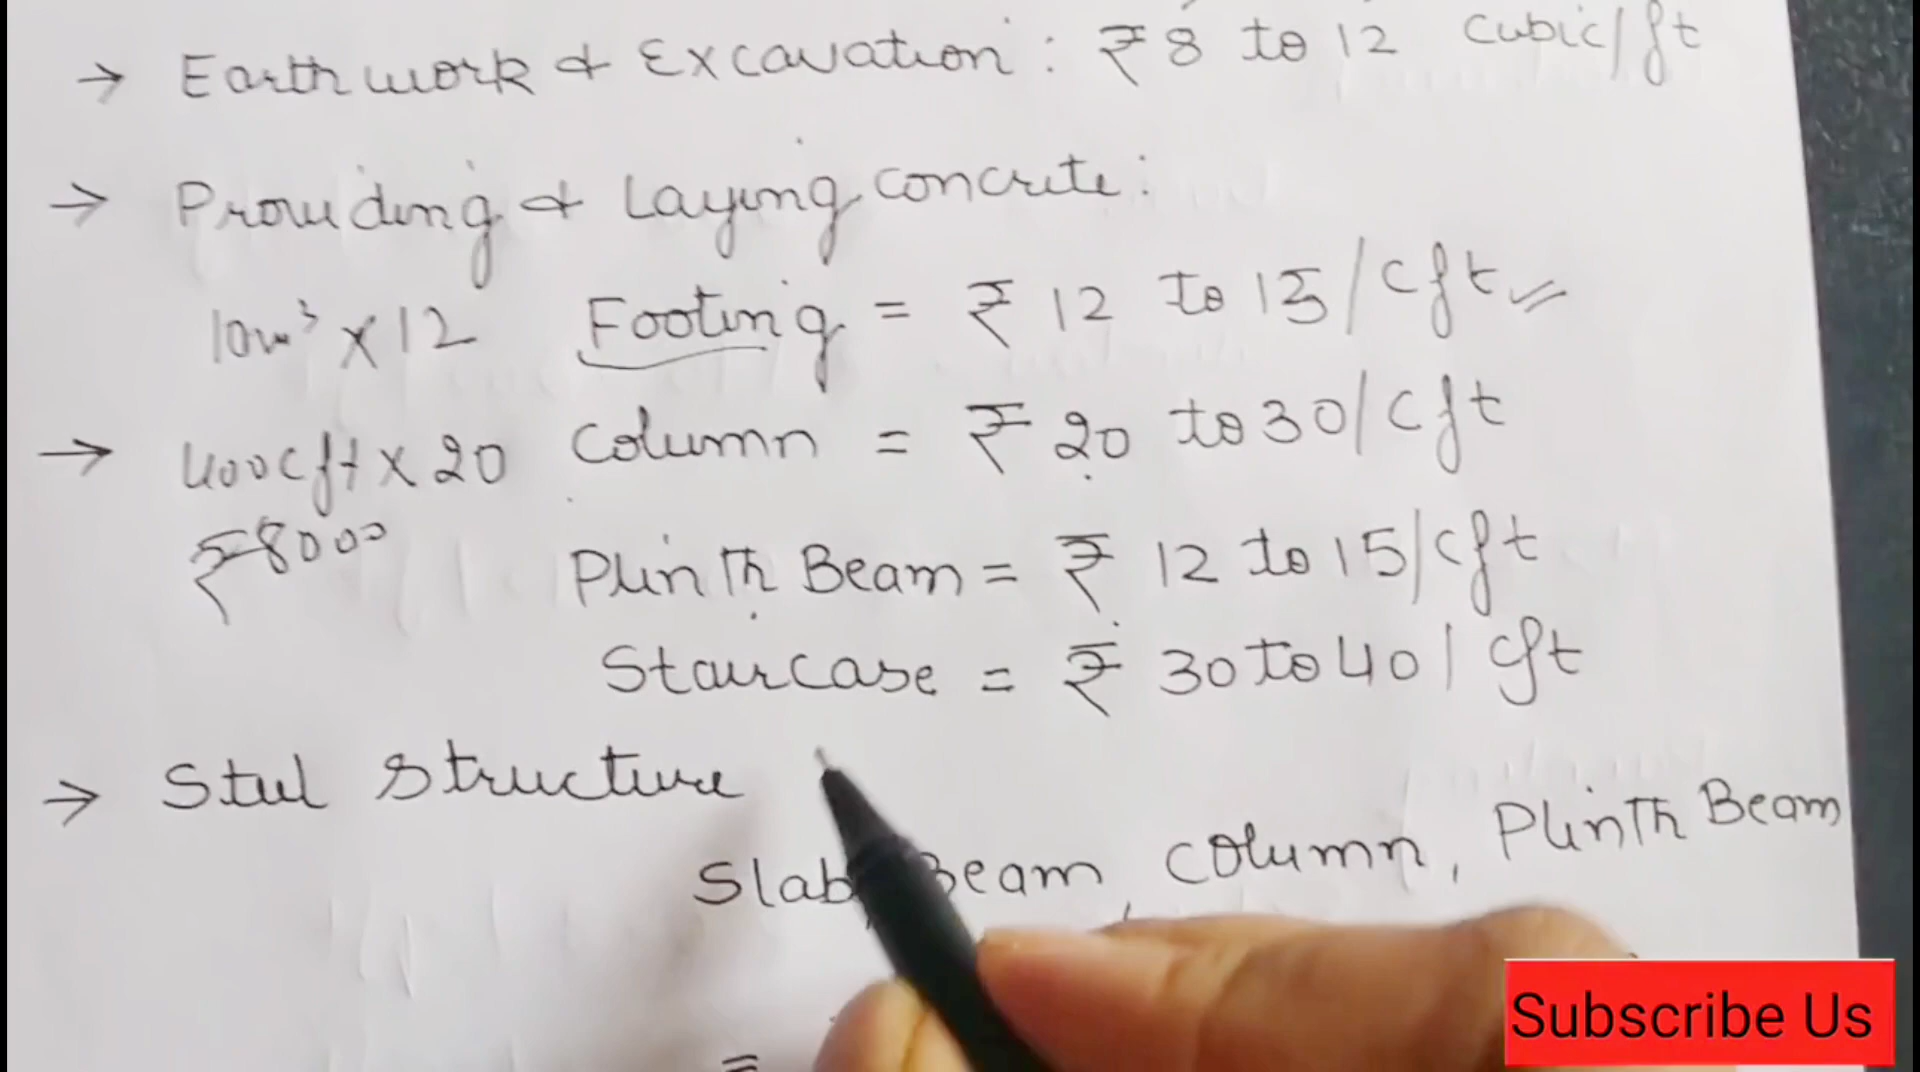 → Earthwork & Excavation : ₹ 8 to 12 cubic/ft
→ Providing & Laying concrete :
10m³ × 12 Footing = ₹ 12 to 15/cft
→ 400cft × 20 column = ₹ 20 to 30/cft
₹8000
Plinth Beam = ₹ 12 to 15/cft
Staircase = ₹ 30 to 40/cft
→ Steel structure
Slab, Beam, column, Plinth Beam
=
Subscribe Us